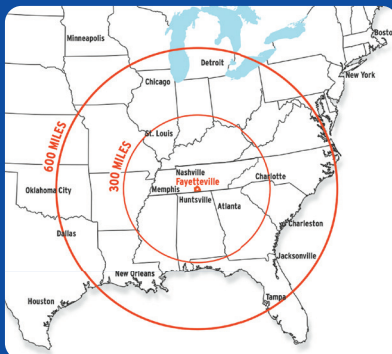 Minneapolis
Boston
Detroit
New York
Chicago
600 MILES
300 MILES
St. Louis
Nashville
Fayetteville
Charlotte
Memphis
Oklahoma City
Huntsville
Atlanta
Charleston
Dallas
Jacksonville
New Orleans
Tampa
Houston